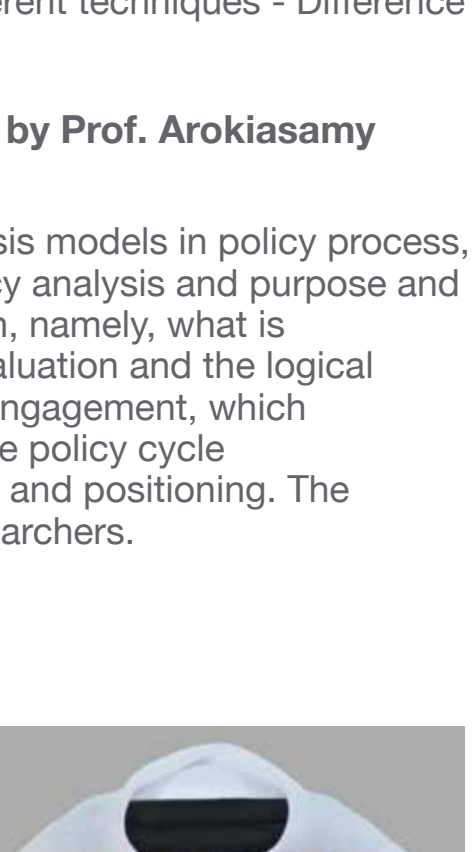 techniques - Difference
by Prof. Arokiasamy
sis models in policy process,
cy analysis and purpose and
n, namely, what is
aluation and the logical
ngagement, which
e policy cycle
and positioning. The
archers.